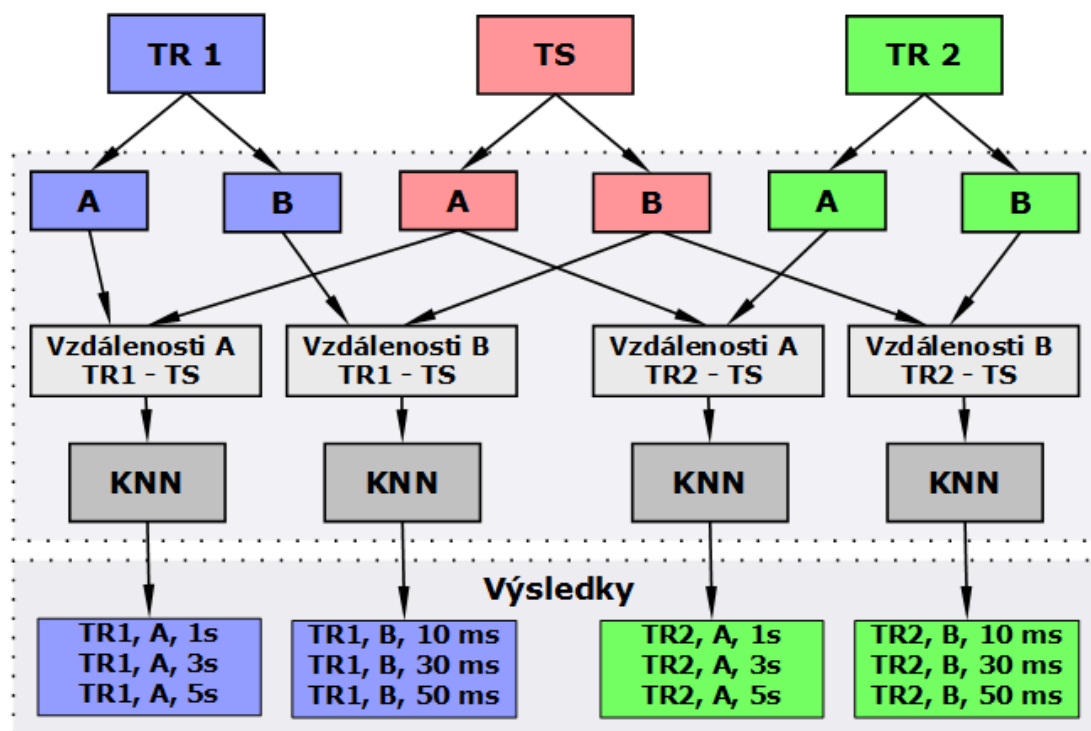 TR 1
TS
TR 2
A
B
A
B
A
B
Vzdálenosti A
TR1 - TS
Vzdálenosti B
TR1 - TS
Vzdálenosti A
TR2 - TS
Vzdálenosti B
TR2 - TS
KNN
KNN
KNN
KNN
Výsledky
TR1, A, 1s
TR1, A, 3s
TR1, A, 5s
TR1, B, 10 ms
TR1, B, 30 ms
TR1, B, 50 ms
TR2, A, 1s
TR2, A, 3s
TR2, A, 5s
TR2, B, 10 ms
TR2, B, 30 ms
TR2, B, 50 ms